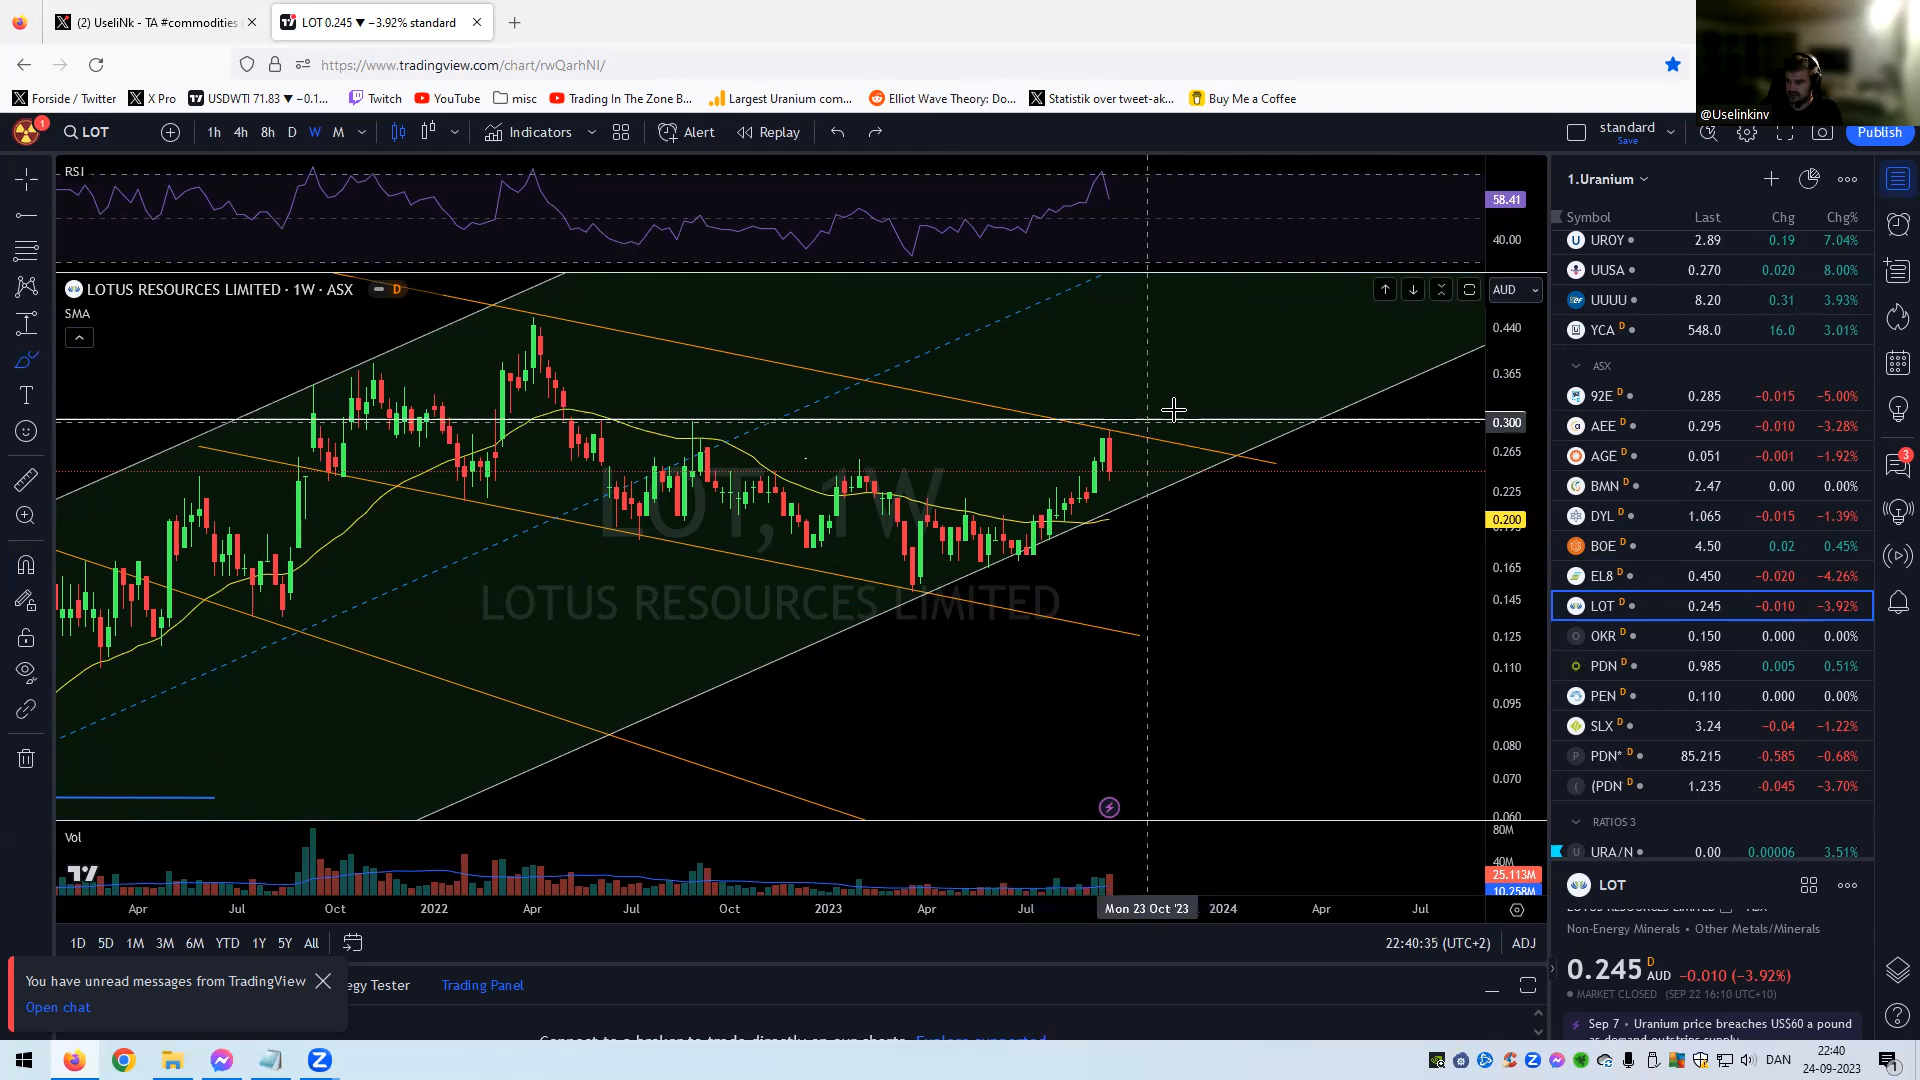 (2) UseliNk - TA #commodities
LOT 0.245 ▼ −3.92% standard
https://www.tradingview.com/chart/rwQarhNI/
Forside / Twitter
X Pro
USDWTI 71.83 ▼ −0.1...
Twitch
YouTube
misc
Trading In The Zone B...
Largest Uranium com...
Elliot Wave Theory: Do...
Statistik over tweet-ak...
Buy Me a Coffee
@Uselinkinv
1
LOT
1h 4h 8h D W M
Indicators
Alert
Replay
standard
Save
Publish
RSI
58.41
40.00
LOTUS RESOURCES LIMITED · 1W · ASX
D
SMA
AUD
0.440
0.365
0.300
0.265
0.225
0.200
0.165
0.145
0.125
0.110
0.095
0.080
0.070
0.060
LOT, 1W
LOTUS RESOURCES LIMITED
Vol
80M
40M
25.113M
10.258M
Apr Jul Oct 2022 Apr Jul Oct 2023 Apr Jul Mon 23 Oct '23 2024 Apr Jul
1D 5D 1M 3M 6M YTD 1Y 5Y All
22:40:35 (UTC+2) ADJ
You have unread messages from TradingView
Open chat
egy Tester
Trading Panel
1.Uranium
Symbol Last Chg Chg%
UROY 2.89 0.19 7.04%
UUSA 0.270 0.020 8.00%
UUUU 8.20 0.31 3.93%
YCA D 548.0 16.0 3.01%
ASX
92E D 0.285 −0.015 −5.00%
AEE D 0.295 −0.010 −3.28%
AGE D 0.051 −0.001 −1.92%
BMN D 2.47 0.00 0.00%
DYL D 1.065 −0.015 −1.39%
BOE D 4.50 0.02 0.45%
EL8 D 0.450 −0.020 −4.26%
LOT D 0.245 −0.010 −3.92%
OKR D 0.150 0.000 0.00%
PDN D 0.985 0.005 0.51%
PEN D 0.110 0.000 0.00%
SLX D 3.24 −0.04 −1.22%
PDN* D 85.215 −0.585 −0.68%
(PDN D 1.235 −0.045 −3.70%
RATIOS 3
URA/N 0.00 0.00006 3.51%
3
LOT
LOTUS RESOURCES LIMITED ASX
Non-Energy Minerals • Other Metals/Minerals
0.245 D AUD −0.010 (−3.92%)
MARKET CLOSED (SEP 22 16:10 UTC+10)
Sep 7 • Uranium price breaches US$60 a pound
as demand outstrips supply
DAN
22:40
24-09-2023
1